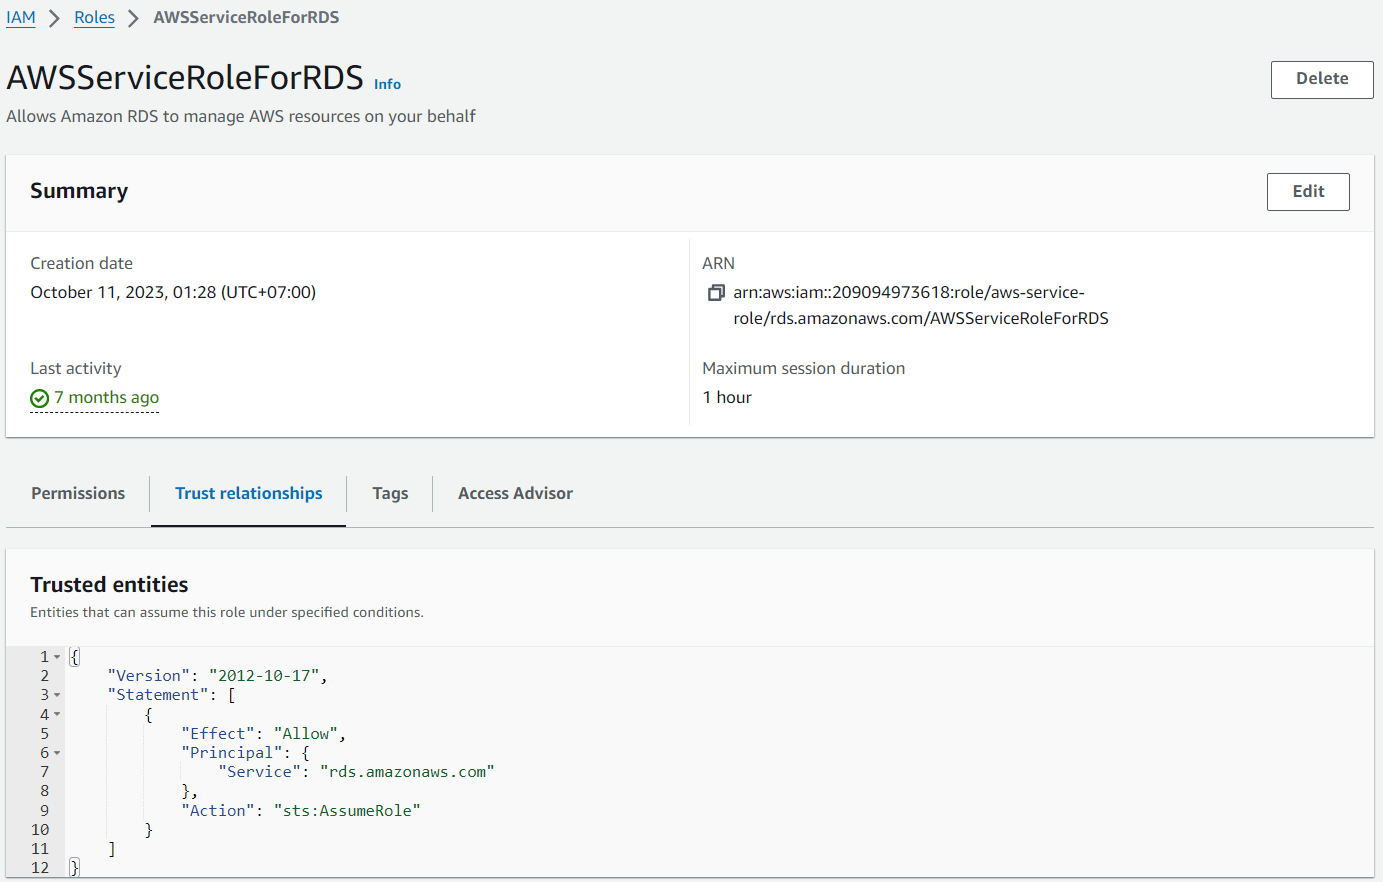 IAM > Roles > AWSServiceRoleForRDS
AWSServiceRoleForRDS Info
Delete
Allows Amazon RDS to manage AWS resources on your behalf
Summary
Edit
Creation date
October 11, 2023, 01:28 (UTC+07:00)
ARN
arn:aws:iam::209094973618:role/aws-service-
role/rds.amazonaws.com/AWSServiceRoleForRDS
Last activity
7 months ago
Maximum session duration
1 hour
Permissions
Trust relationships
Tags
Access Advisor
Trusted entities
Entities that can assume this role under specified conditions.
1 {
2     "Version": "2012-10-17",
3     "Statement": [
4         {
5             "Effect": "Allow",
6             "Principal": {
7                 "Service": "rds.amazonaws.com"
8             },
9             "Action": "sts:AssumeRole"
10         }
11     ]
12 }